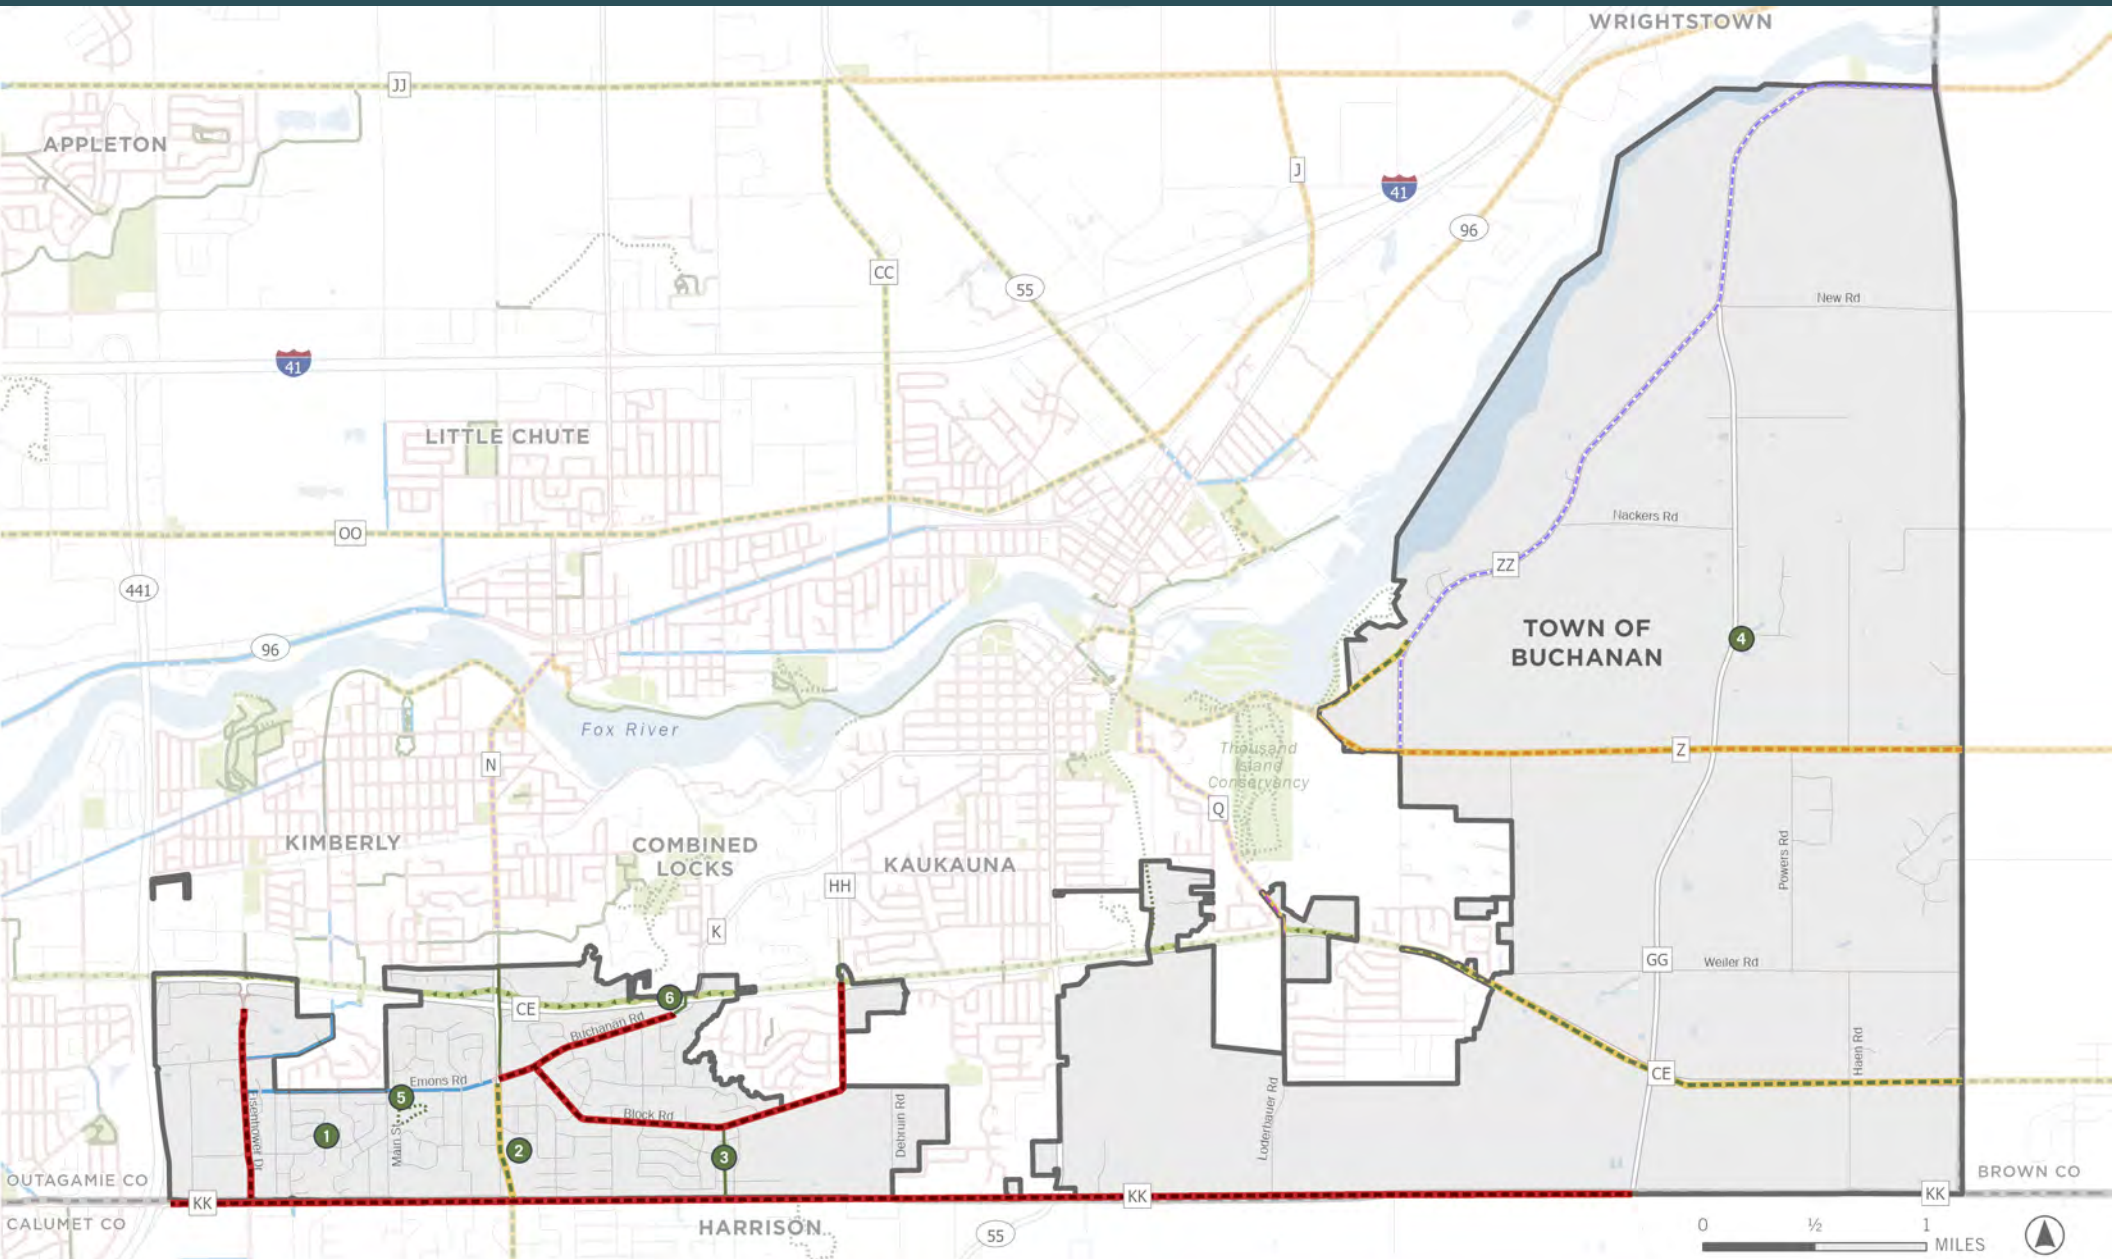 WRIGHTSTOWN
JJ
APPLETON
J
41
96
CC
55
New Rd
41
LITTLE CHUTE
Nackers Rd
OO
ZZ
441
TOWN OF
BUCHANAN
4
96
Fox River
Thousand
Island
Conservancy
Z
N
Q
KIMBERLY
COMBINED
LOCKS
KAUKAUNA
HH
Powers Rd
K
GG
Weiler Rd
6
CE
Buchanan Rd
Haen Rd
CE
Emons Rd
5
Eisenhower Dr
Main St
Block Rd
Debruin Rd
Loderbauer Rd
1
2
3
OUTAGAMIE CO
BROWN CO
KK
KK
KK
CALUMET CO
HARRISON
55
0 ½ 1
MILES